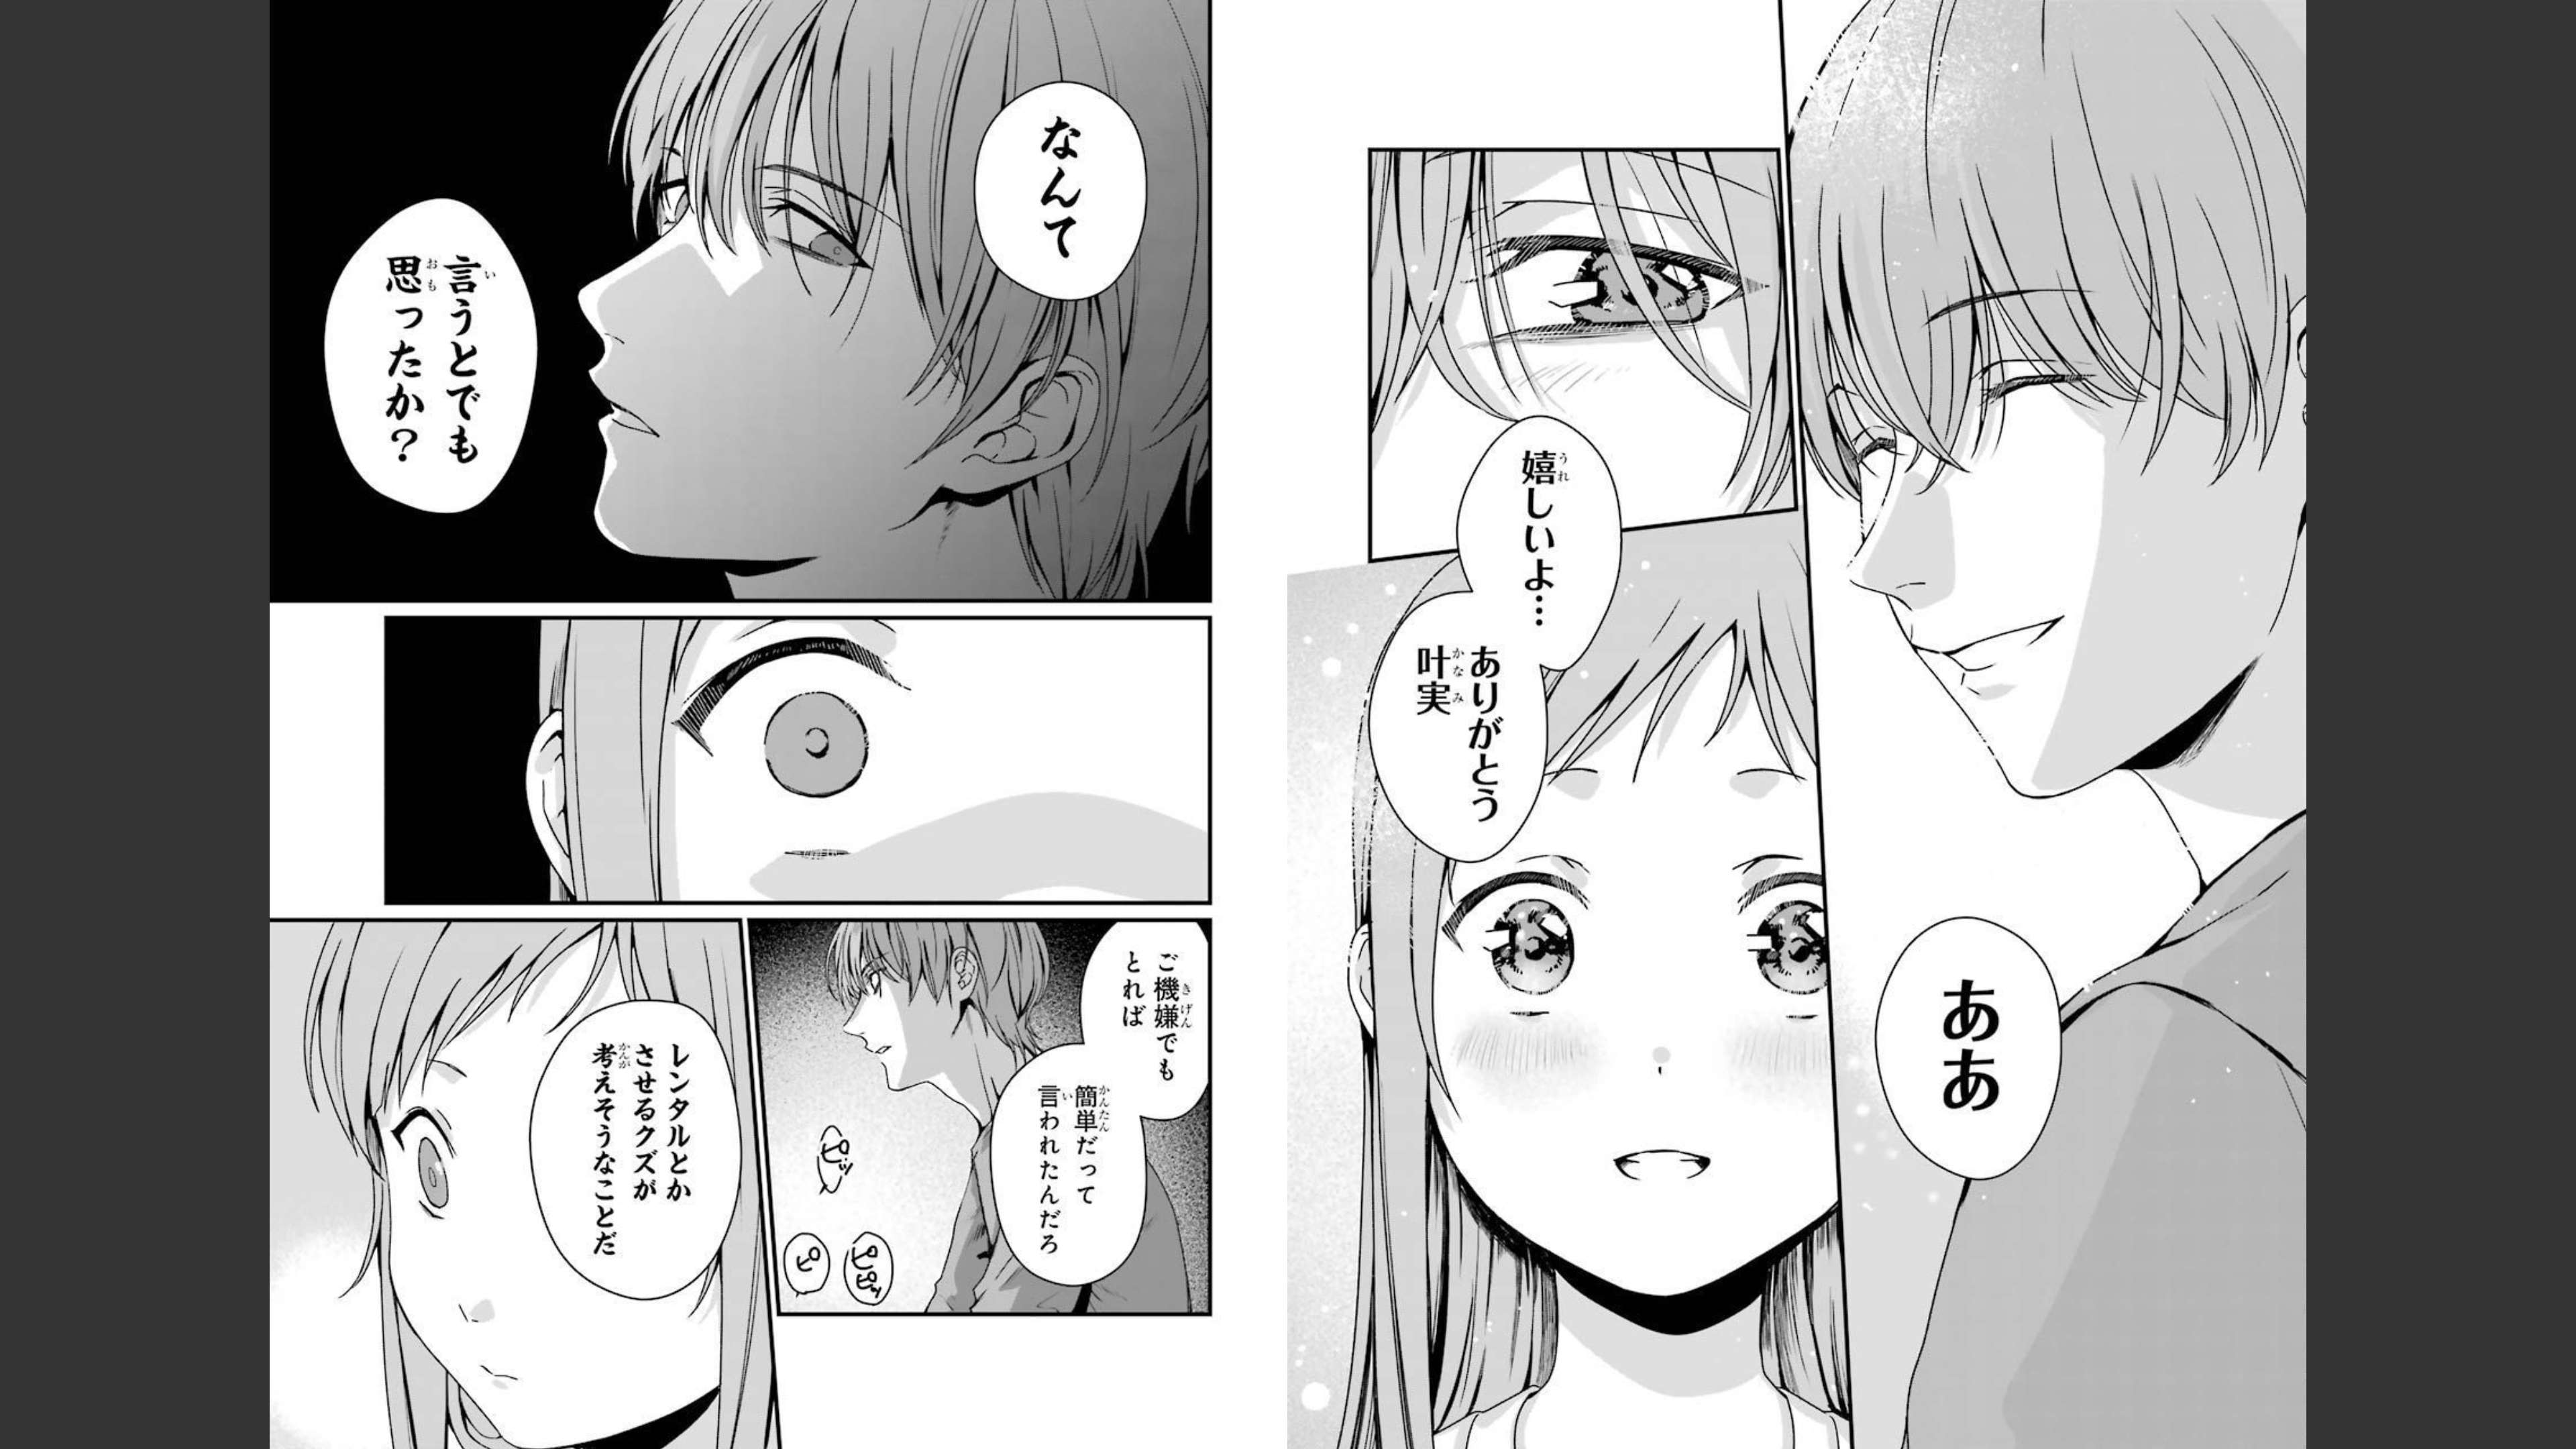 ああ
嬉しいよ…
ありがとう
叶実
なんて
言うとでも
思ったか？
ご機嫌でも
とれば
簡単だって
言われたんだろ
ピッ
ピピッ
ピ
レンタルとか
させるクズが
考えそうなことだ